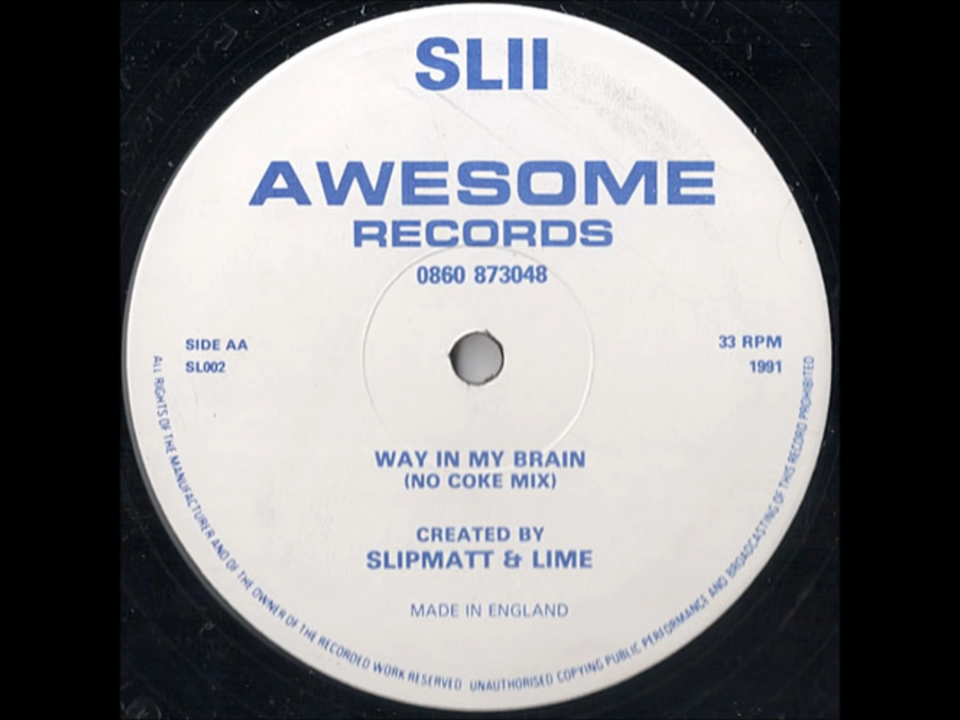 SLII
AWESOME
RECORDS
0860 873048
SIDE AA
SL002
33 RPM
1991
WAY IN MY BRAIN
(NO COKE MIX)
CREATED BY
SLIPMATT & LIME
MADE IN ENGLAND
ALL RIGHTS OF THE MANUFACTURER AND OF THE OWNER OF THE RECORDED WORK RESERVED UNAUTHORISED COPYING PUBLIC PERFORMANCE AND BROADCASTING OF THIS RECORD PROHIBITED